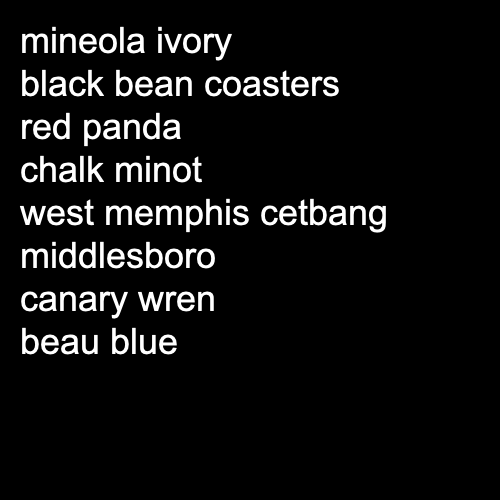 mineola ivory
black bean coasters
red panda
chalk minot
west memphis cetbang
middlesboro
canary wren
beau blue